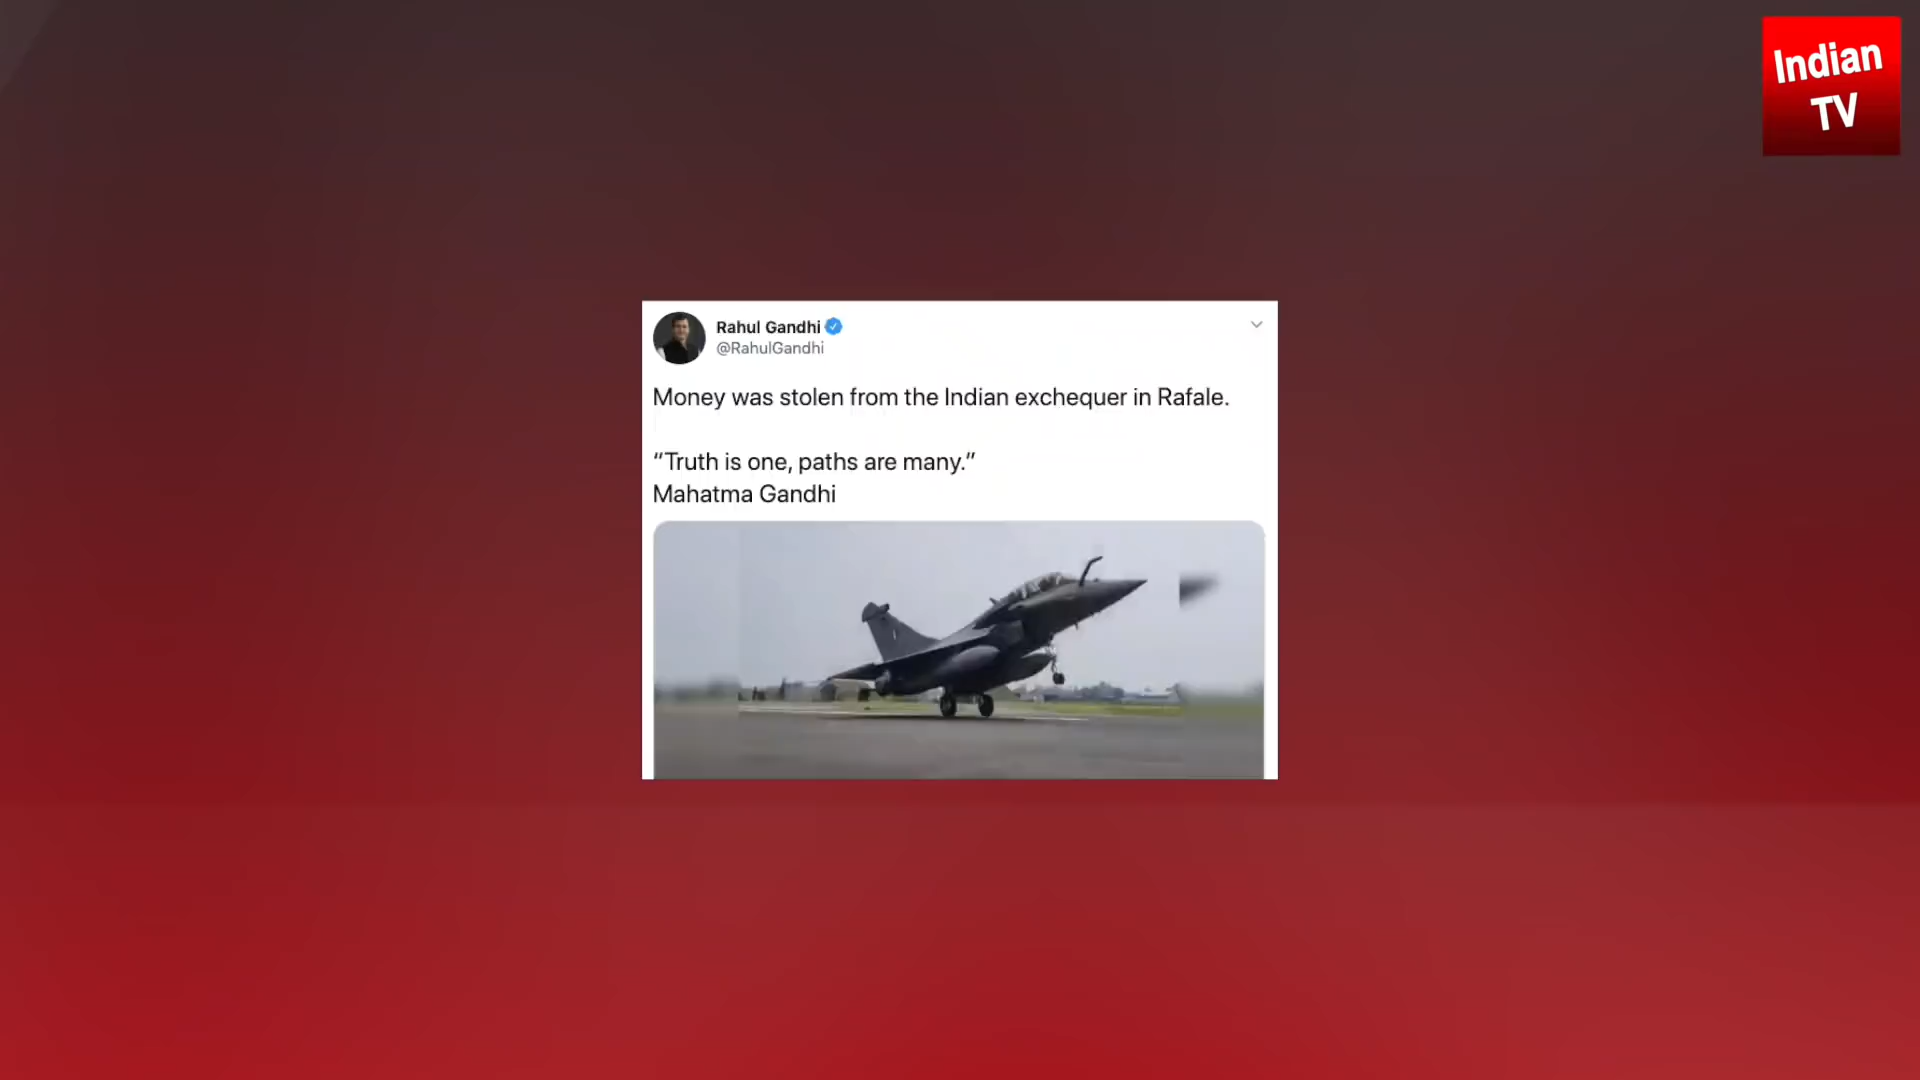 Indian
TV
Rahul Gandhi
@RahulGandhi
Money was stolen from the Indian exchequer in Rafale.
“Truth is one, paths are many.”
Mahatma Gandhi